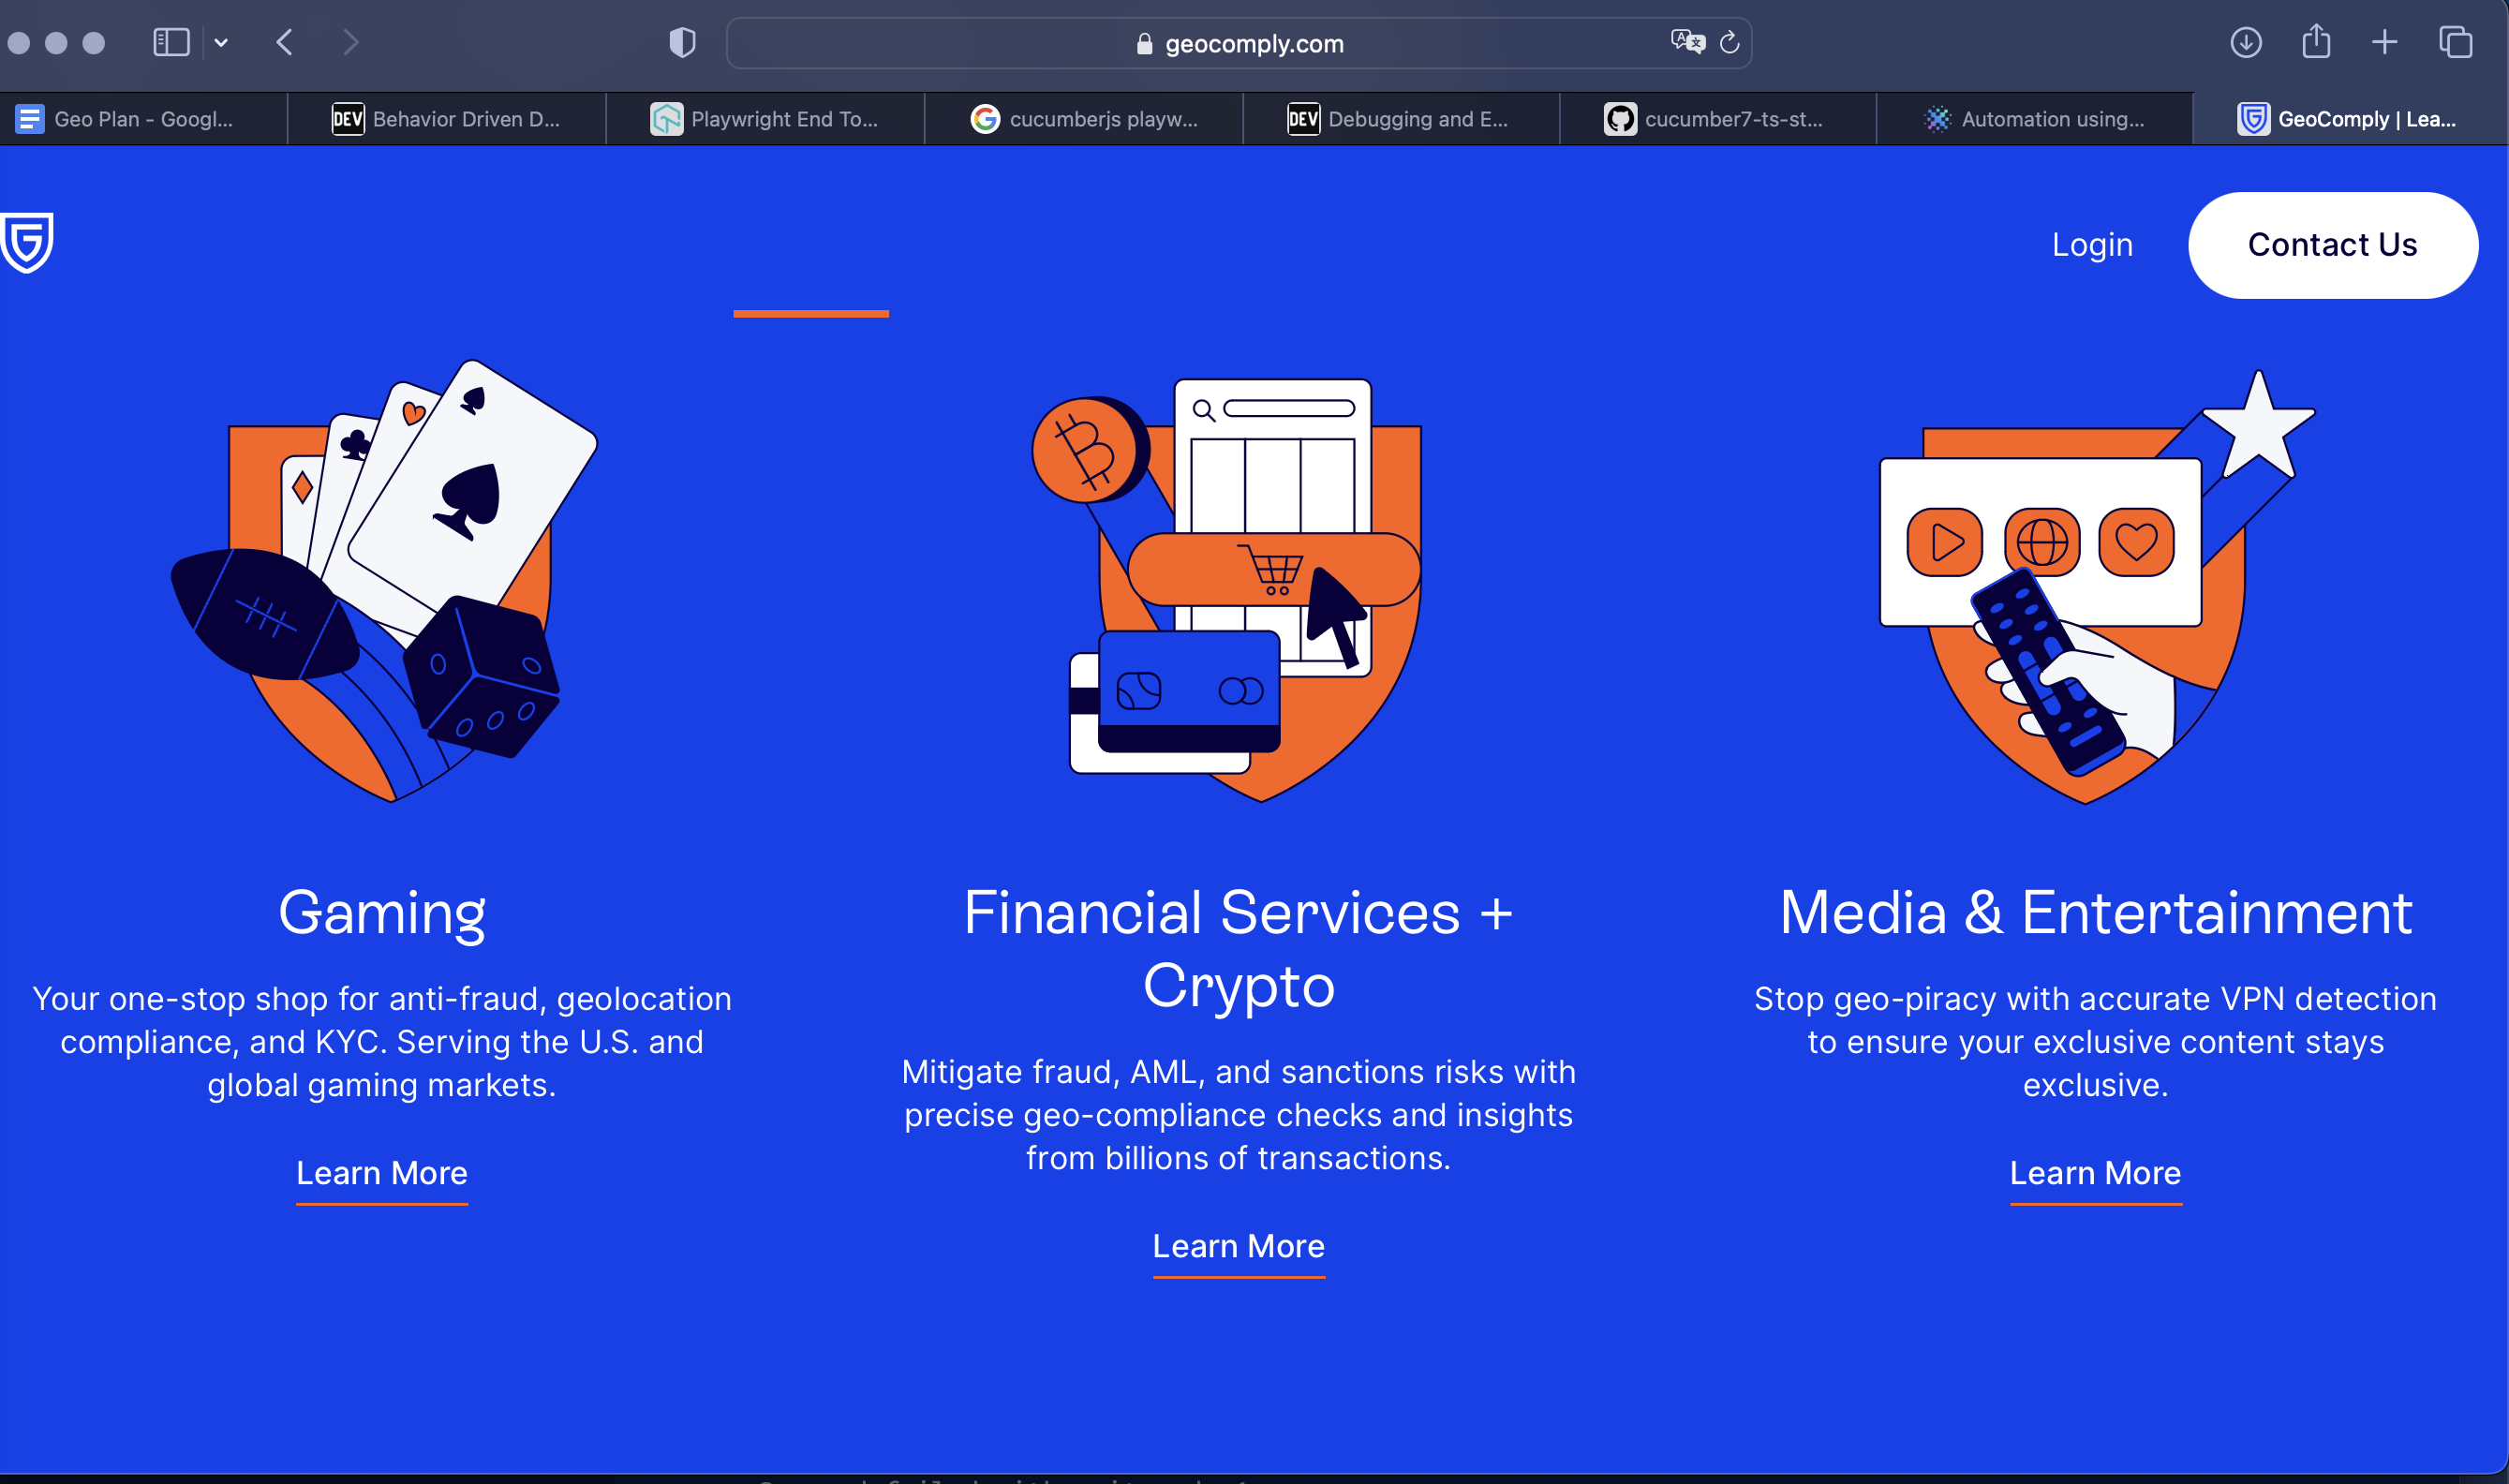 geocomply.com
Geo Plan - Googl...
DEV Behavior Driven D...
Playwright End To...
cucumberjs playw...
DEV Debugging and E...
cucumber7-ts-st...
Automation using...
GeoComply | Lea...
Login
Contact Us
Gaming
Your one-stop shop for anti-fraud, geolocation
compliance, and KYC. Serving the U.S. and
global gaming markets.
Learn More
Financial Services +
Crypto
Mitigate fraud, AML, and sanctions risks with
precise geo-compliance checks and insights
from billions of transactions.
Learn More
Media & Entertainment
Stop geo-piracy with accurate VPN detection
to ensure your exclusive content stays
exclusive.
Learn More